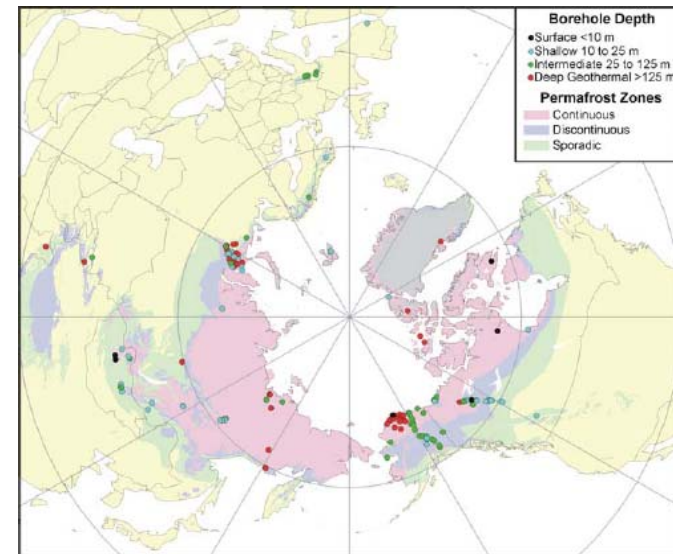 Borehole Depth
Surface <10 m
Shallow 10 to 25 m
Intermediate 25 to 125 m
Deep Geothermal >125 m
Permafrost Zones
Continuous
Discontinuous
Sporadic